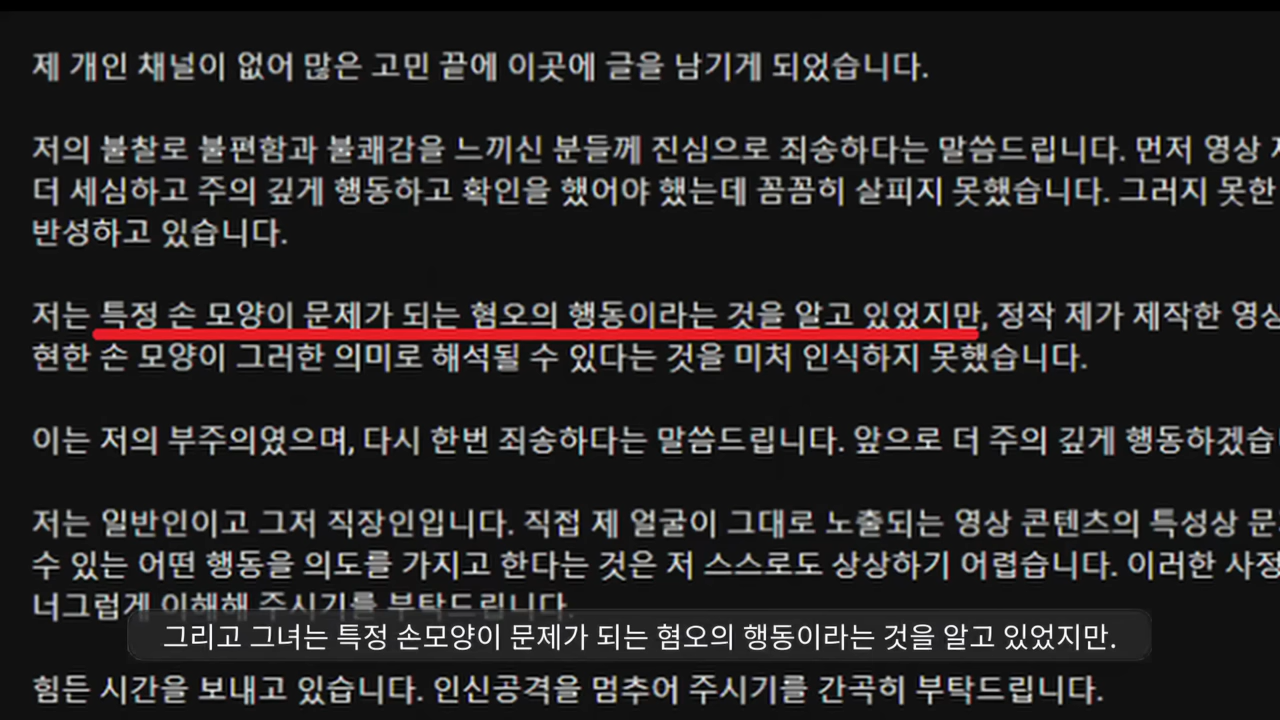 제 개인 채널이 없어 많은 고민 끝에 이곳에 글을 남기게 되었습니다.
저의 불찰로 불편함과 불쾌감을 느끼신 분들께 진심으로 죄송하다는 말씀드립니다. 먼저 영상
더 세심하고 주의 깊게 행동하고 확인을 했어야 했는데 꼼꼼히 살피지 못했습니다. 그러지 못한
반성하고 있습니다.
저는 특정 손 모양이 문제가 되는 혐오의 행동이라는 것을 알고 있었지만, 정작 제가 제작한 영상
현한 손 모양이 그러한 의미로 해석될 수 있다는 것을 미처 인식하지 못했습니다.
이는 저의 부주의였으며, 다시 한번 죄송하다는 말씀드립니다. 앞으로 더 주의 깊게 행동하겠습
저는 일반인이고 그저 직장인입니다. 직접 제 얼굴이 그대로 노출되는 영상 콘텐츠의 특성상 문
수 있는 어떤 행동을 의도를 가지고 한다는 것은 저 스스로도 상상하기 어렵습니다. 이러한 사정
너그럽게 이해해 주시기를 부탁드립니다.
그리고 그녀는 특정 손모양이 문제가 되는 혐오의 행동이라는 것을 알고 있었지만.
힘든 시간을 보내고 있습니다. 인신공격을 멈추어 주시기를 간곡히 부탁드립니다.